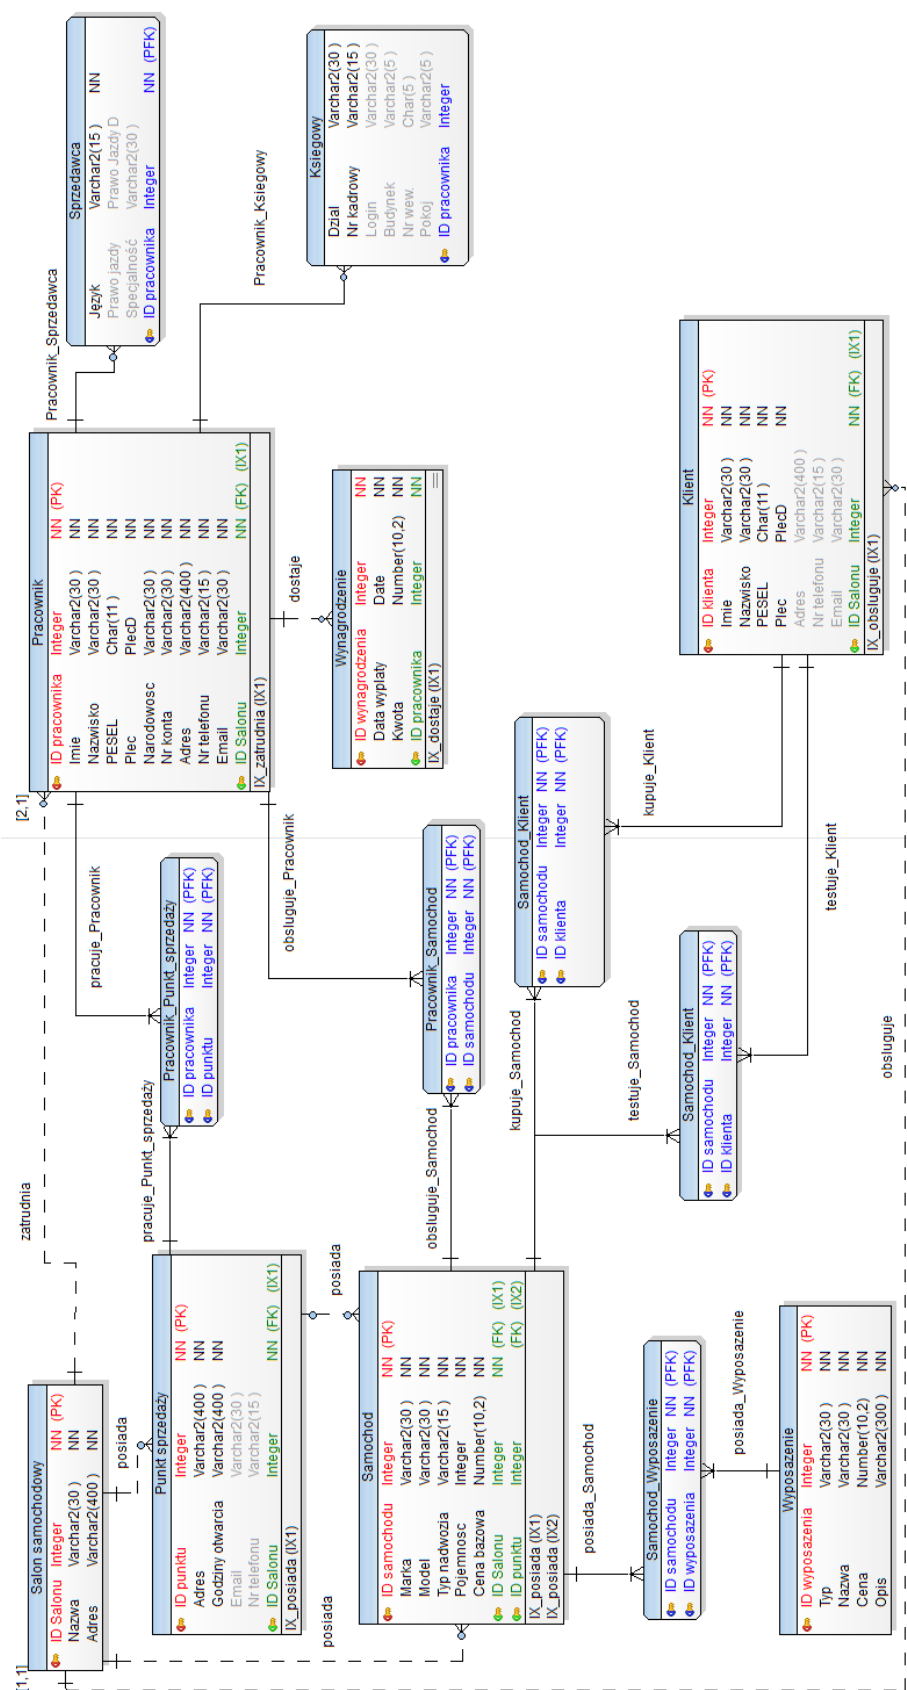 Sprzedawca
Język Varchar2(15 ) NN
Prawo jazdy Prawo Jazdy D
Specjalność Varchar2(30 )
ID pracownika Integer NN (PFK)
Ksiegowy
Dzial Varchar2(30 )
Nr kadrowy Varchar2(15 )
Login Varchar2(30 )
Budynek Varchar2(5 )
Nr wew. Char(5 )
Pokoj Varchar2(5 )
ID pracownika Integer
Pracownik_Sprzedawca
Pracownik_Ksiegowy
Pracownik
ID pracownika Integer NN (PK)
Imie Varchar2(30 ) NN
Nazwisko Varchar2(30 ) NN
PESEL Char(11 ) NN
Plec PlecD NN
Narodowosc Varchar2(30 ) NN
Nr konta Varchar2(30 ) NN
Adres Varchar2(400 ) NN
Nr telefonu Varchar2(15 ) NN
Email Varchar2(30 ) NN
ID Salonu Integer NN (FK) (IX1)
IX_zatrudnia (IX1)
[2,1]
dostaje
Wynagrodzenie
ID wynagrodzenia Integer NN
Data wyplaty Date NN
Kwota Number(10,2) NN
ID pracownika Integer NN
IX_dostaje (IX1)
Klient
ID klienta Integer NN (PK)
Imie Varchar2(30 ) NN
Nazwisko Varchar2(30 ) NN
PESEL Char(11 ) NN
Plec PlecD NN
Adres Varchar2(400 )
Nr telefonu Varchar2(15 )
Email Varchar2(30 )
ID Salonu Integer NN (FK) (IX1)
IX_obsluguje (IX1)
pracuje_Pracownik
obsluguje_Pracownik
kupuje_Klient
testuje_Klient
Pracownik_Punkt_sprzedaży
ID pracownika Integer NN (PFK)
ID punktu Integer NN (PFK)
Pracownik_Samochod
ID pracownika Integer NN (PFK)
ID samochodu Integer NN (PFK)
Samochod_Klient
ID samochodu Integer NN (PFK)
ID klienta Integer NN (PFK)
Samochod_Klient
ID samochodu Integer NN (PFK)
ID klienta Integer NN (PFK)
zatrudnia
pracuje_Punkt_sprzedaży
obsluguje_Samochod
kupuje_Samochod
testuje_Samochod
obsluguje
Salon samochodowy
ID Salonu Integer NN (PK)
Nazwa Varchar2(30 ) NN
Adres Varchar2(400 ) NN
[1,1]
posiada
Punkt sprzedaży
ID punktu Integer NN (PK)
Adres Varchar2(400 ) NN
Godziny otwarcia Varchar2(400 ) NN
Email Varchar2(30 )
Nr telefonu Varchar2(15 )
ID Salonu Integer NN (FK) (IX1)
IX_posiada (IX1)
posiada
posiada
Samochod
ID samochodu Integer NN (PK)
Marka Varchar2(30 ) NN
Model Varchar2(30 ) NN
Typ nadwozia Varchar2(15 ) NN
Pojemnosc Integer NN
Cena bazowa Number(10,2) NN
ID Salonu Integer NN (FK) (IX1)
ID punktu Integer (FK) (IX2)
IX_posiada (IX1)
IX_posiada (IX2)
posiada_Samochod
Samochod_Wyposazenie
ID samochodu Integer NN (PFK)
ID wyposazenia Integer NN (PFK)
posiada_Wyposazenie
Wyposazenie
ID wyposazenia Integer NN (PK)
Typ Varchar2(30 ) NN
Nazwa Varchar2(30 ) NN
Cena Number(10,2) NN
Opis Varchar2(300 ) NN